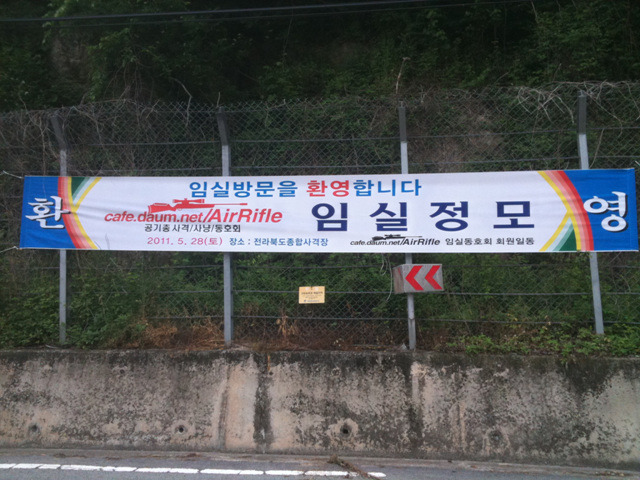 환
임실방문을 환영합니다
cafe.daum.net/AirRifle
공기총사격/사냥/동호회
임실정모
2011. 5. 28(토) 장소 : 전라북도종합사격장
cafe.daum.net/AirRifle 임실동호회 회원일동
영